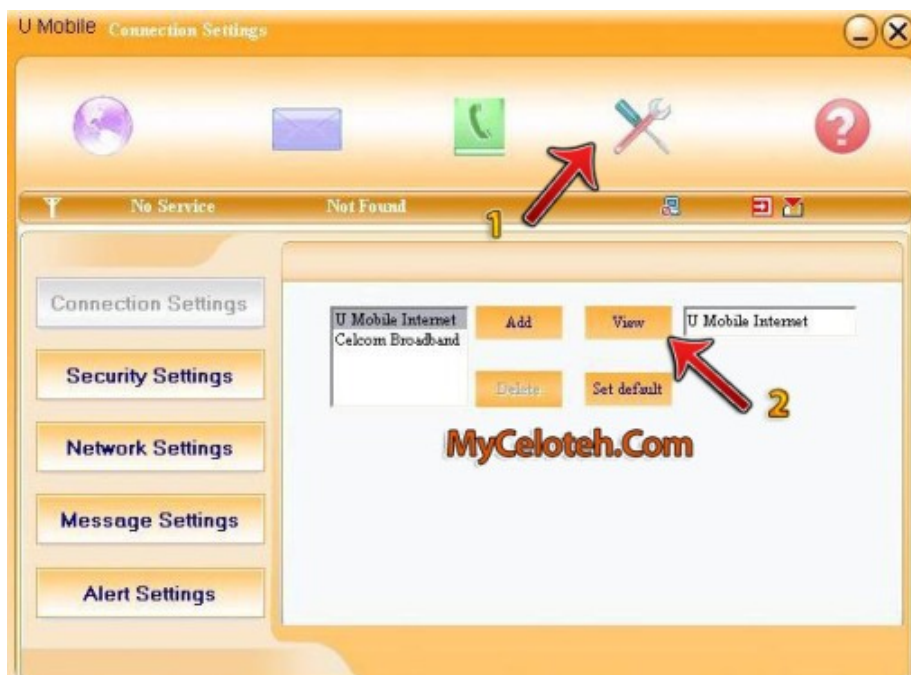 U Mobile Connection Settings
?
No Service Not Found
1
Connection Settings
U Mobile Internet Add View U Mobile Internet
Celcom Broadband
Security Settings
Delete Set default
2
Network Settings
MyCeloteh.Com
Message Settings
Alert Settings